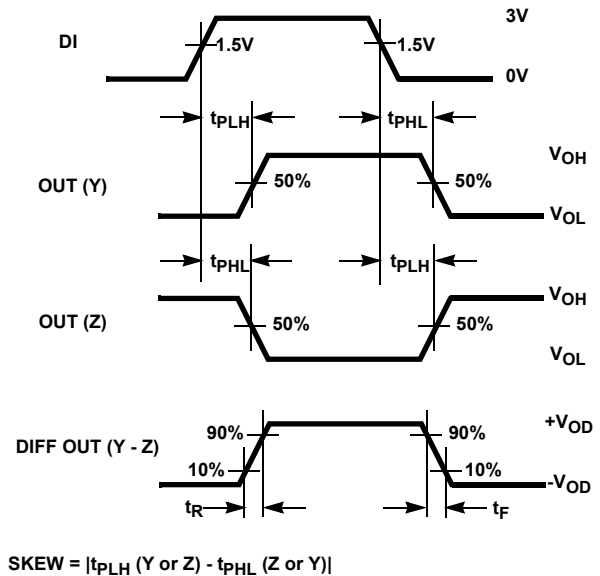 3V
DI
1.5V
1.5V
0V
tPLH
tPHL
VOH
OUT (Y)
50%
50%
VOL
tPHL
tPLH
VOH
OUT (Z)
50%
50%
VOL
+VOD
DIFF OUT (Y - Z)
90%
90%
10%
10%
-VOD
tR
tF
SKEW = |tPLH (Y or Z) - tPHL (Z or Y)|